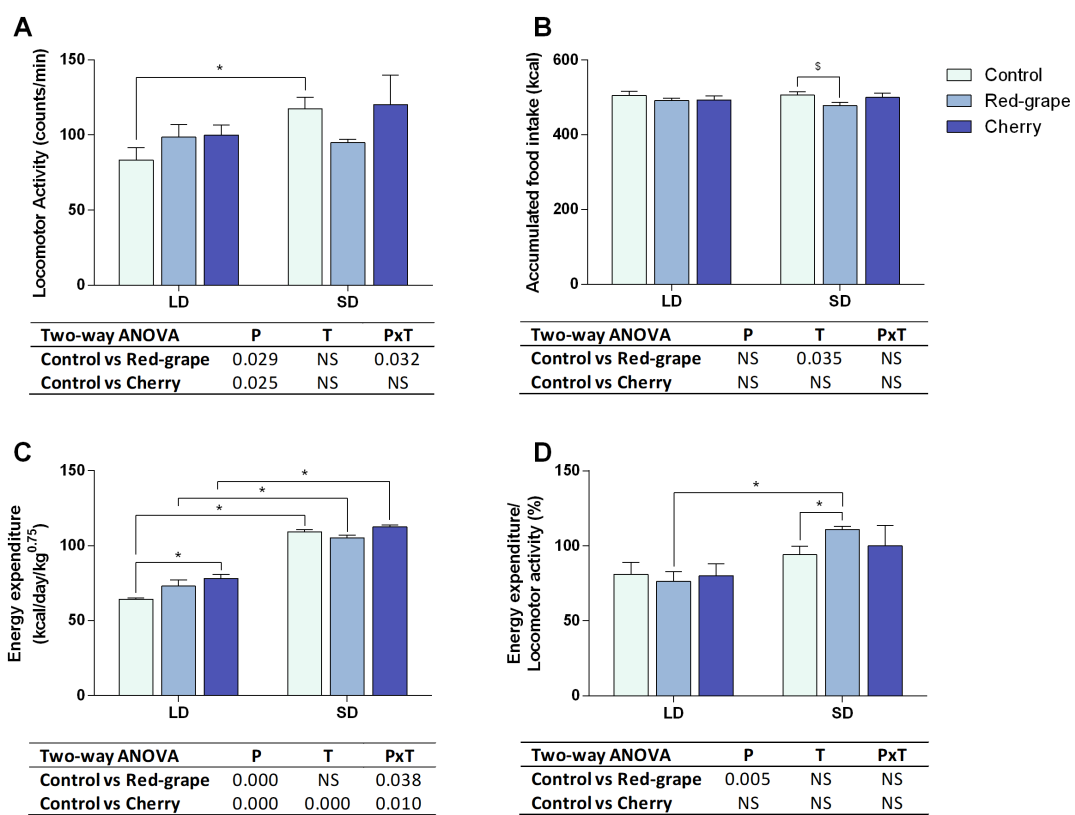 A
Locomotor Activity (counts/min)
150
100
50
0
*
LD
SD
Two-way ANOVA P T PxT
Control vs Red-grape 0.029 NS 0.032
Control vs Cherry 0.025 NS NS
B
Accumulated food intake (kcal)
600
400
200
0
$
LD
SD
Control
Red-grape
Cherry
Two-way ANOVA P T PxT
Control vs Red-grape NS 0.035 NS
Control vs Cherry NS NS NS
C
Energy expenditure
(kcal/day/kg0.75)
150
100
50
0
*
*
*
*
LD
SD
Two-way ANOVA P T PxT
Control vs Red-grape 0.000 NS 0.038
Control vs Cherry 0.000 0.000 0.010
D
Energy expenditure/
Locomotor activity (%)
150
100
50
0
*
*
LD
SD
Two-way ANOVA P T PxT
Control vs Red-grape 0.005 NS NS
Control vs Cherry NS NS NS